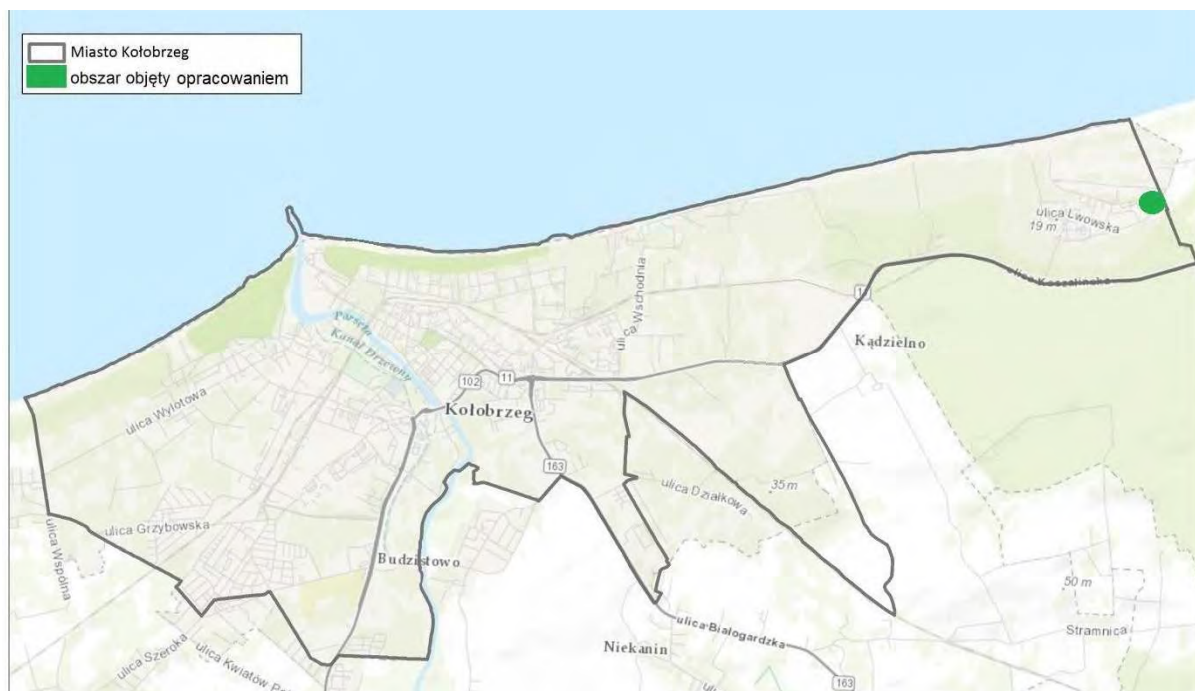 Miasto Kołobrzeg
obszar objęty opracowaniem
ulica Lwowska
19 m
ulica Koszalińska
11
ulica Wschodnia
Kądzielno
Parsęta
Kanał Drzewny
ulica Wylotowa
102
11
Kołobrzeg
163
ulica Działkowa
35 m
ulica Grzybowska
ulica Wspólna
Budzistowo
50 m
Stramnica
ulica Białogardzka
Niekanin
ulica Szeroka
ulica Kwiatów
163